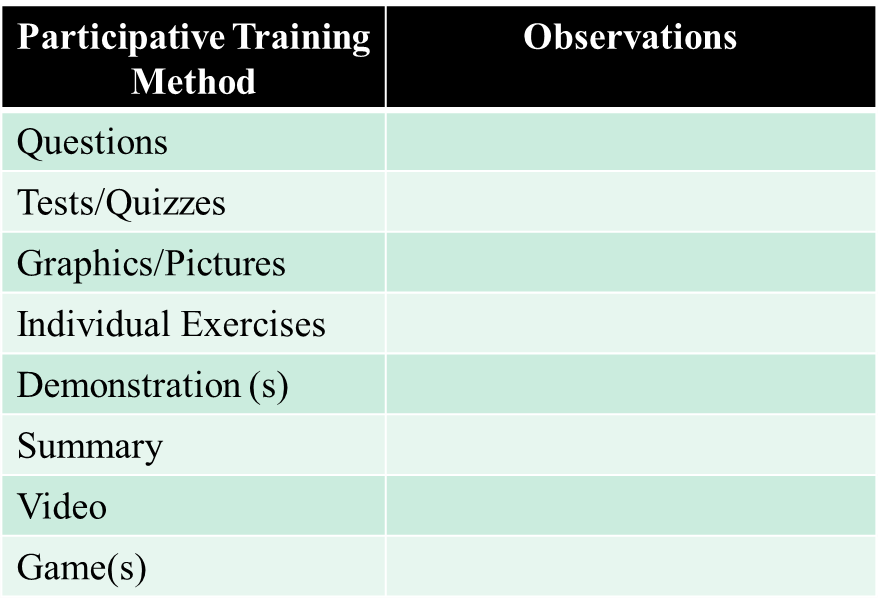 Participative Training
Method
Observations
Questions
Tests/Quizzes
Graphics/Pictures
Individual Exercises
Demonstration (s)
Summary
Video
Game(s)